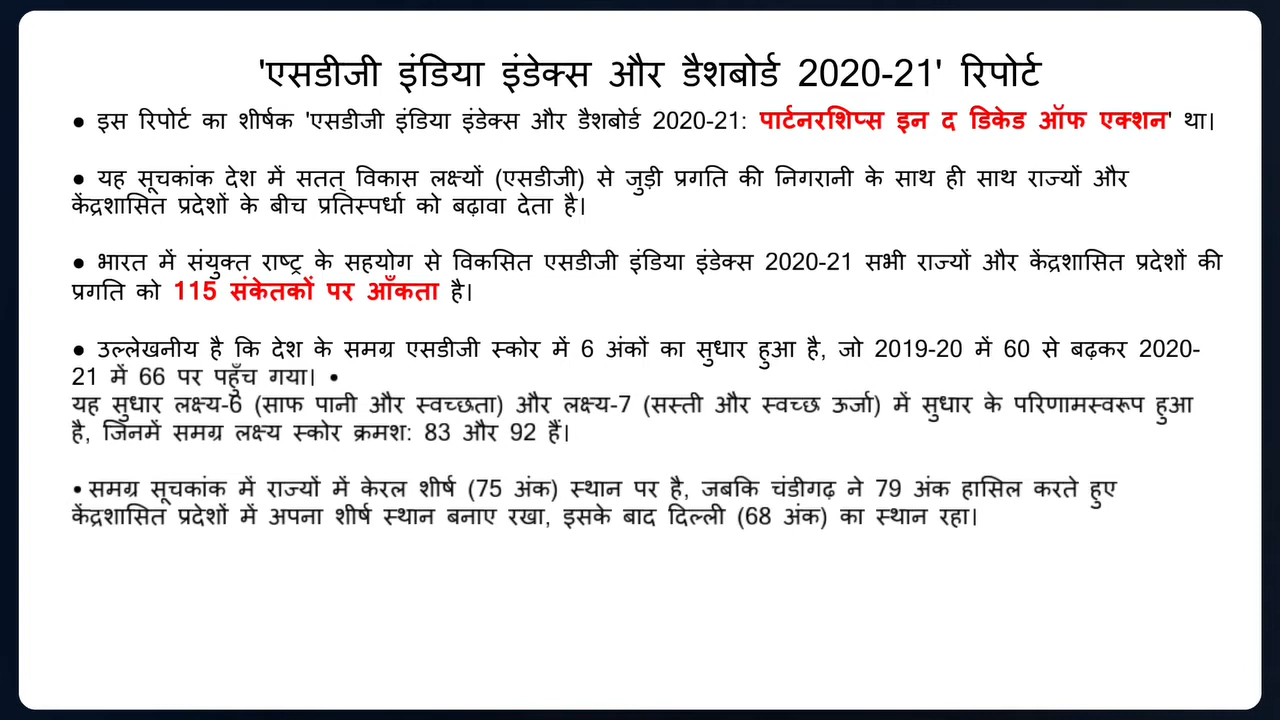 'एसडीजी इंडिया इंडेक्स और डैशबोर्ड 2020-21' रिपोर्ट
● इस रिपोर्ट का शीर्षक 'एसडीजी इंडिया इंडेक्स और डैशबोर्ड 2020-21: पार्टनरशिप्स इन द डिकेड ऑफ एक्शन' था।
● यह सूचकांक देश में सतत् विकास लक्ष्यों (एसडीजी) से जुड़ी प्रगति की निगरानी के साथ ही साथ राज्यों और
केंद्रशासित प्रदेशों के बीच प्रतिस्पर्धा को बढ़ावा देता है।
● भारत में संयुक्त राष्ट्र के सहयोग से विकसित एसडीजी इंडिया इंडेक्स 2020-21 सभी राज्यों और केंद्रशासित प्रदेशों की
प्रगति को 115 संकेतकों पर आँकता है।
● उल्लेखनीय है कि देश के समग्र एसडीजी स्कोर में 6 अंकों का सुधार हुआ है, जो 2019-20 में 60 से बढ़कर 2020-
21 में 66 पर पहुँच गया। •
यह सुधार लक्ष्य-6 (साफ पानी और स्वच्छता) और लक्ष्य-7 (सस्ती और स्वच्छ ऊर्जा) में सुधार के परिणामस्वरूप हुआ
है, जिनमें समग्र लक्ष्य स्कोर क्रमश: 83 और 92 हैं।
• समग्र सूचकांक में राज्यों में केरल शीर्ष (75 अंक) स्थान पर है, जबकि चंडीगढ़ ने 79 अंक हासिल करते हुए
केंद्रशासित प्रदेशों में अपना शीर्ष स्थान बनाए रखा, इसके बाद दिल्ली (68 अंक) का स्थान रहा।